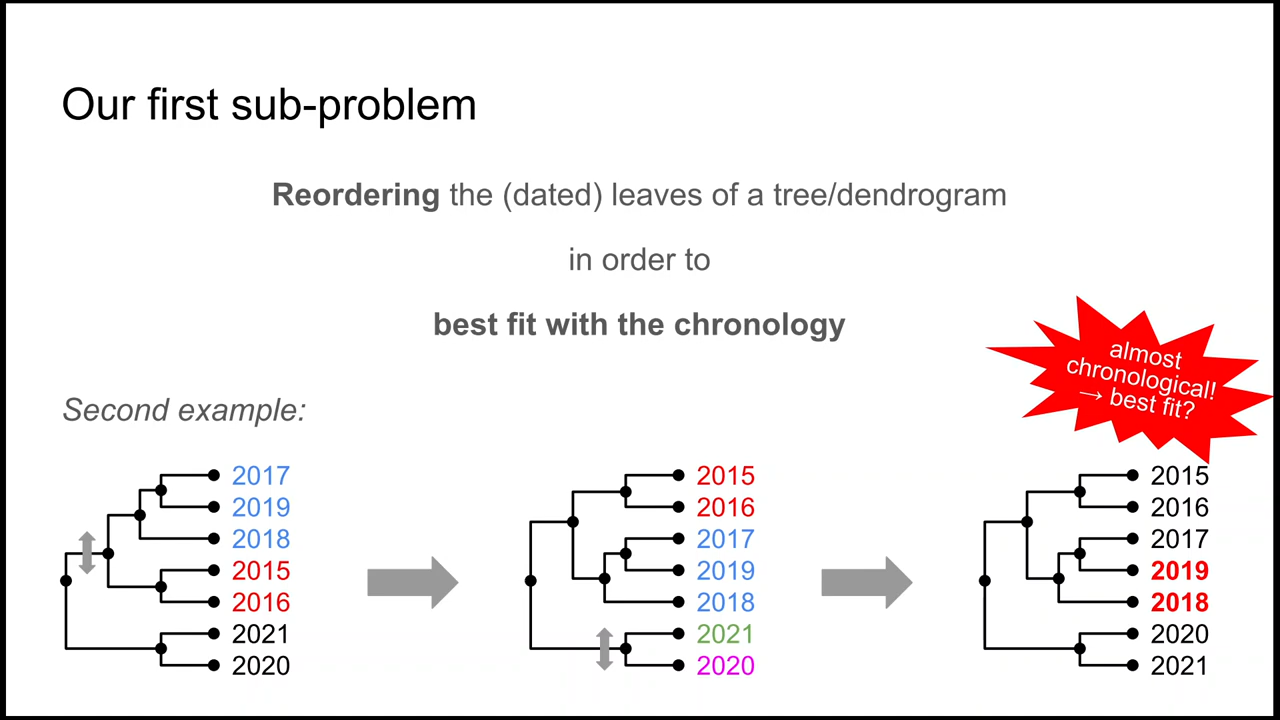 Our first sub-problem
Reordering the (dated) leaves of a tree/dendrogram
in order to
best fit with the chronology
almost
chronological!
→ best fit?
Second example:
2017
2019
2018
2015
2016
2021
2020
2015
2016
2017
2019
2018
2021
2020
2015
2016
2017
2019
2018
2020
2021